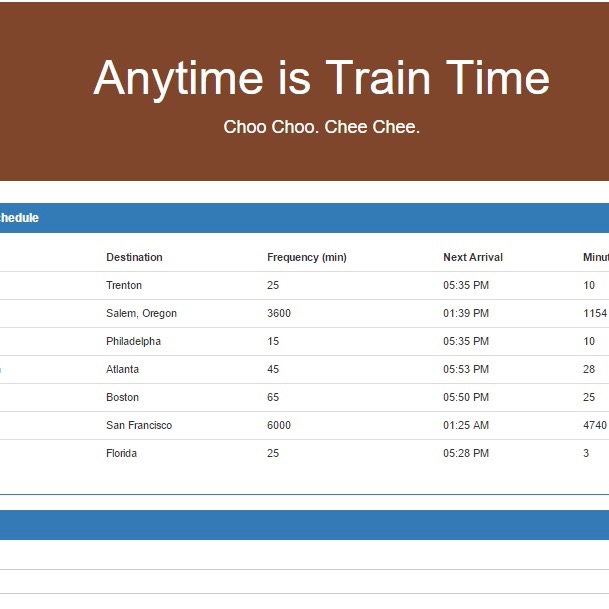 Anytime is Train Time
Choo Choo. Chee Chee.
chedule
Destination Frequency (min) Next Arrival Minut
Trenton 25 05:35 PM 10
Salem, Oregon 3600 01:39 PM 1154
Philadelpha 15 05:35 PM 10
Atlanta 45 05:53 PM 28
Boston 65 05:50 PM 25
San Francisco 6000 01:25 AM 4740
Florida 25 05:28 PM 3